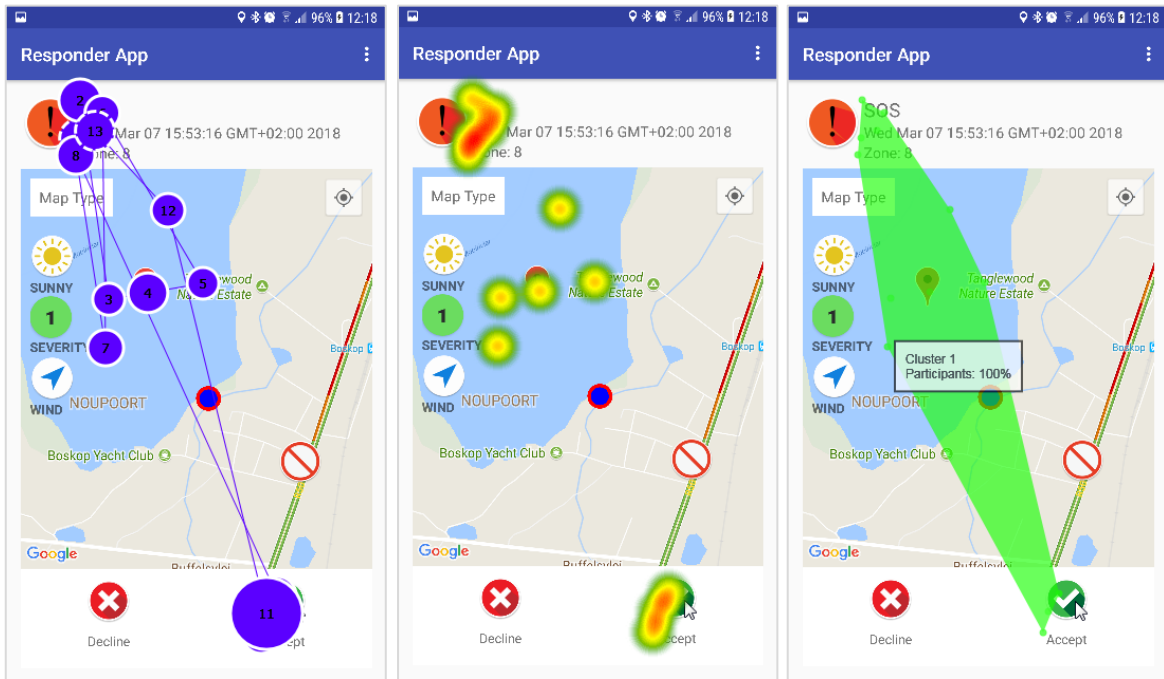 96% 12:18
Responder App
2
13
Mar 07 15:53:16 GMT+02:00 2018
8
ne: 8
Map Type
12
SUNNY
4
5
3
Nature Estate
1
7
SEVERITY
Boskop
WIND
NOUPOORT
Boskop Yacht Club
Google
11
Decline
ept
96% 12:18
Responder App
Mar 07 15:53:16 GMT+02:00 2018
one: 8
Map Type
Tanglewood
Nature Estate
SUNNY
1
SEVERITY
Boskop
WIND
NOUPOORT
Boskop Yacht Club
Google
Decline
ccept
96% 12:18
Responder App
SOS
Wed Mar 07 15:53:16 GMT+02:00 2018
Zone: 8
Map Type
Tanglewood
Nature Estate
SUNNY
1
SEVERITY
Boskop
Cluster 1
Participants: 100%
WIND
NOUPOORT
Boskop Yacht Club
Google
Decline
Accept